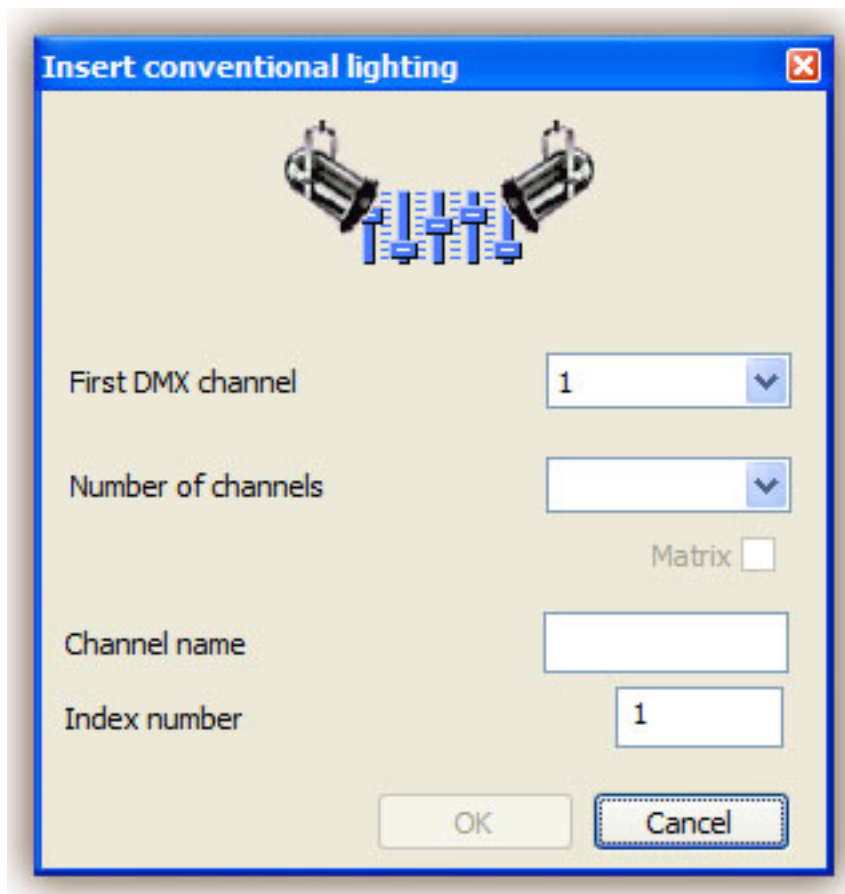 Insert conventional lighting
First DMX channel 1
Number of channels
Matrix
Channel name
Index number 1
OK Cancel